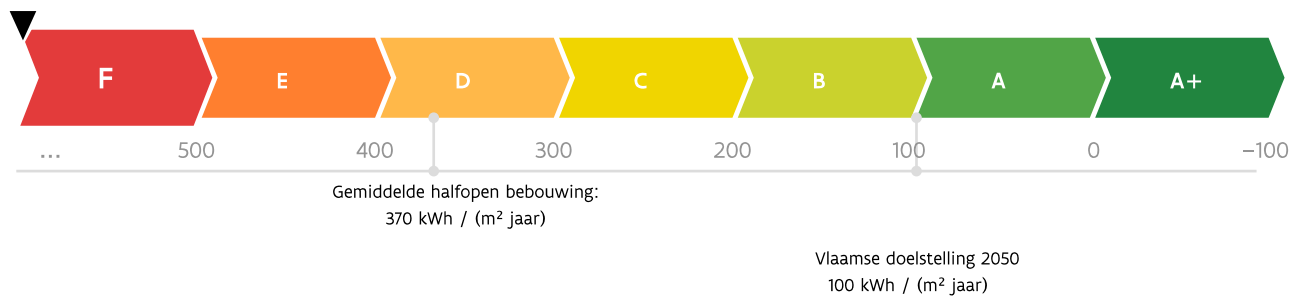 F E D C B A A+
... 500 400 300 200 100 0 −100
Gemiddelde halfopen bebouwing:
370 kWh / (m² jaar)
Vlaamse doelstelling 2050
100 kWh / (m² jaar)